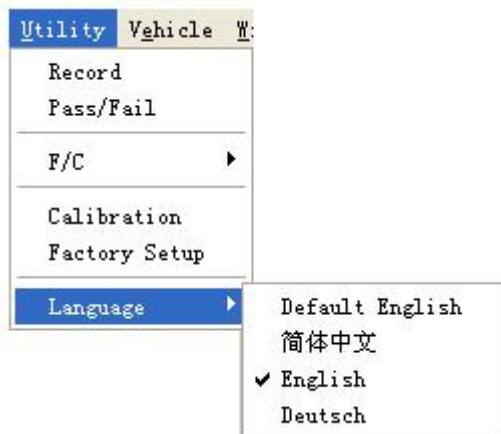 Utility Vehicle
Record
Pass/Fail
F/C
Calibration
Factory Setup
Language
Default English
简体中文
English
Deutsch